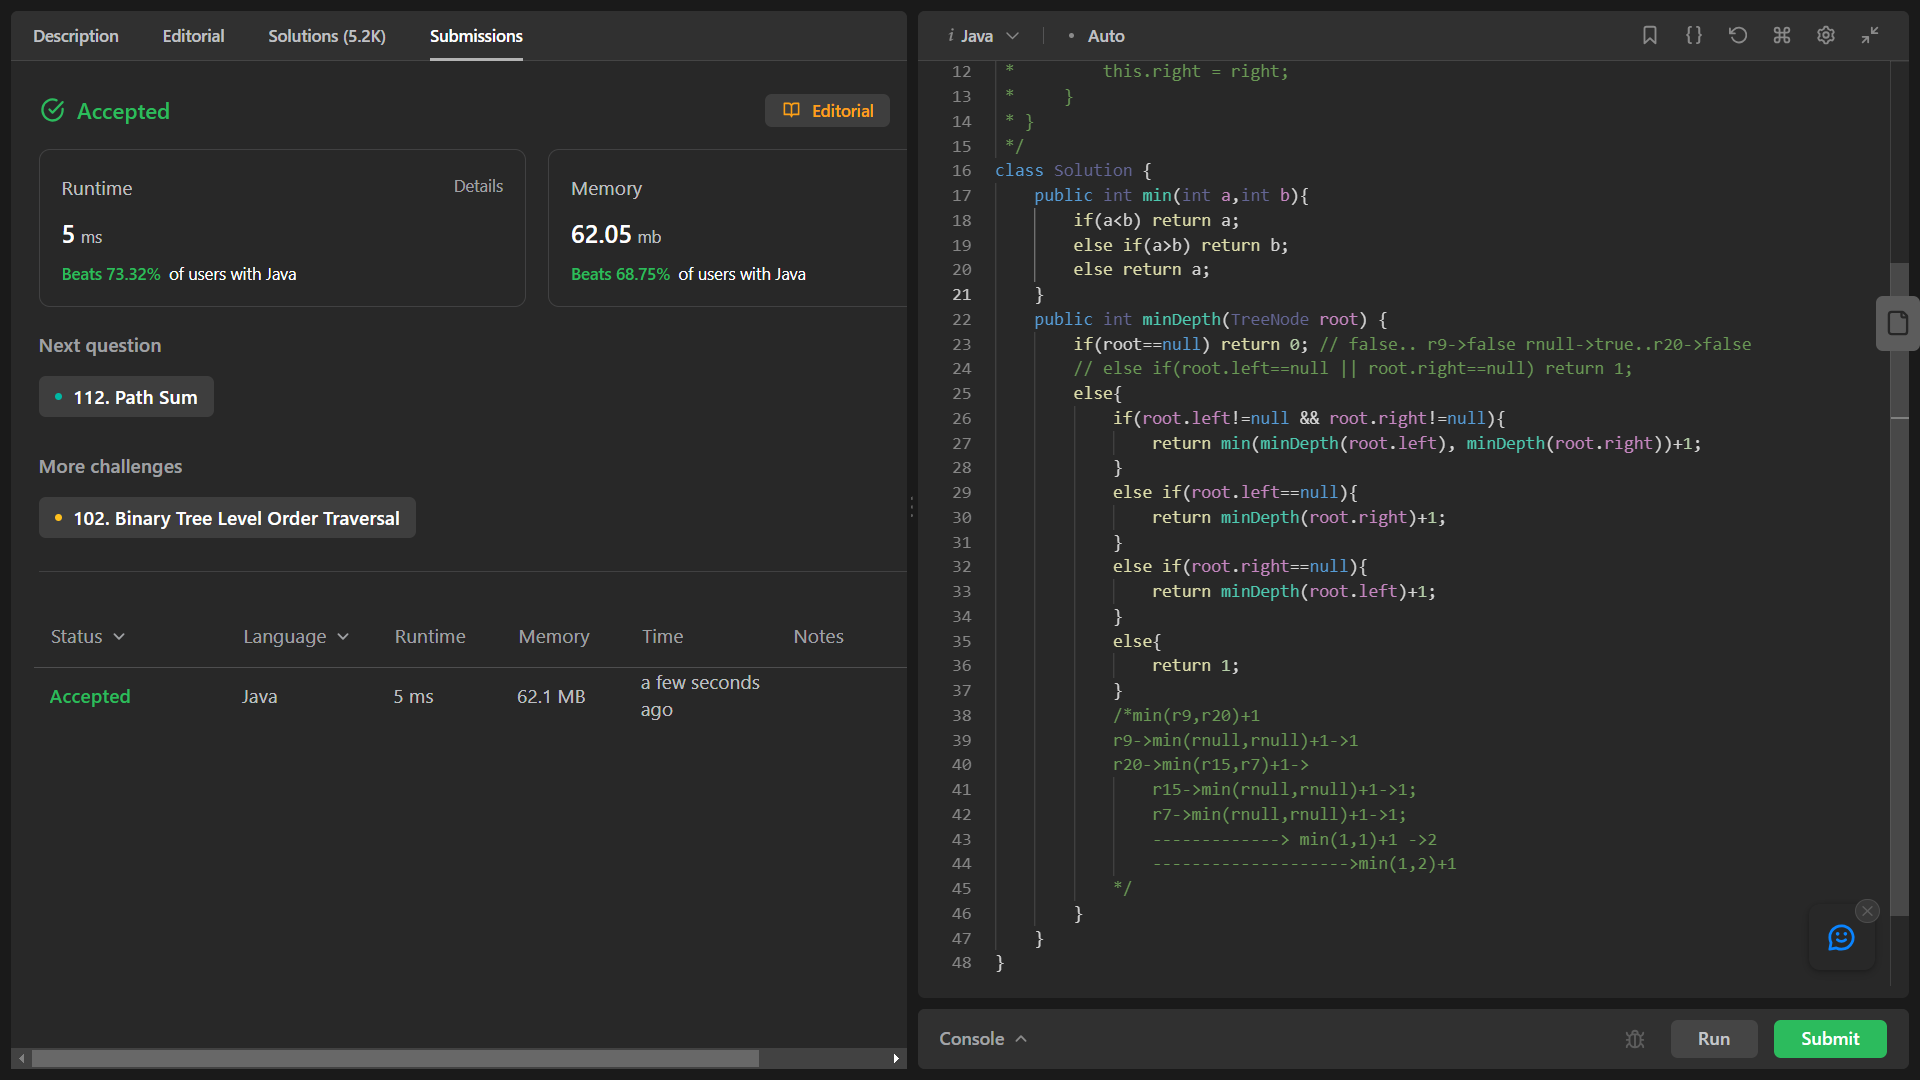 Description Editorial Solutions (5.2K) Submissions
Accepted
Editorial
Runtime Details
5 ms
Beats 73.32% of users with Java
Memory
62.05 mb
Beats 68.75% of users with Java
Next question
112. Path Sum
More challenges
102. Binary Tree Level Order Traversal
Status Language Runtime Memory Time Notes
Accepted Java 5 ms 62.1 MB a few seconds
ago
i Java • Auto
12 *         this.right = right;
13 *     }
14 * }
15 */
16 class Solution {
17     public int min(int a,int b){
18         if(a<b) return a;
19         else if(a>b) return b;
20         else return a;
21     }
22     public int minDepth(TreeNode root) {
23         if(root==null) return 0; // false.. r9->false rnull->true..r20->false
24         // else if(root.left==null || root.right==null) return 1;
25         else{
26             if(root.left!=null && root.right!=null){
27                 return min(minDepth(root.left), minDepth(root.right))+1;
28             }
29             else if(root.left==null){
30                 return minDepth(root.right)+1;
31             }
32             else if(root.right==null){
33                 return minDepth(root.left)+1;
34             }
35             else{
36                 return 1;
37             }
38             /*min(r9,r20)+1
39             r9->min(rnull,rnull)+1->1
40             r20->min(r15,r7)+1->
41                 r15->min(rnull,rnull)+1->1;
42                 r7->min(rnull,rnull)+1->1;
43                 -------------> min(1,1)+1 ->2
44                 -------------------->min(1,2)+1
45             */
46         }
47     }
48 }
Console
Run
Submit